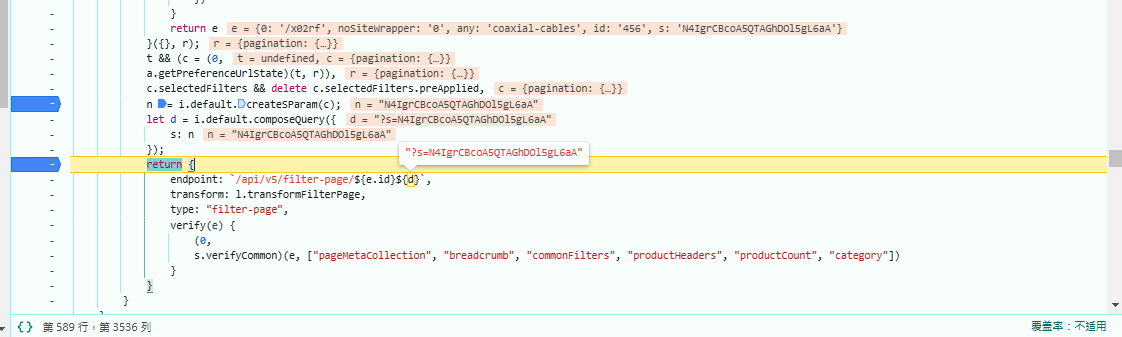 })
}
return e e = {0: '/x02rf', noSiteWrapper: '0', any: 'coaxial-cables', id: '456', s: 'N4IgrCBcoA5QTAGhDOl5gL6aA'}
}({}, r); r = {pagination: {…}}
t && (c = (0, t = undefined, c = {pagination: {…}}
a.getPreferenceUrlState)(t, r)), r = {pagination: {…}}
c.selectedFilters && delete c.selectedFilters.preApplied, c = {pagination: {…}}
n = i.default.createSParam(c); n = "N4IgrCBcoA5QTAGhDOl5gL6aA"
let d = i.default.composeQuery({ d = "?s=N4IgrCBcoA5QTAGhDOl5gL6aA"
s: n n = "N4IgrCBcoA5QTAGhDOl5gL6aA"
});
"?s=N4IgrCBcoA5QTAGhDOl5gL6aA"
return {
endpoint: `/api/v5/filter-page/${e.id}${d}`,
transform: l.transformFilterPage,
type: "filter-page",
verify(e) {
(0,
s.verifyCommon)(e, ["pageMetaCollection", "breadcrumb", "commonFilters", "productHeaders", "productCount", "category"])
}
}
}
{} 第 589 行，第 3536 列
覆蓋率：不適用